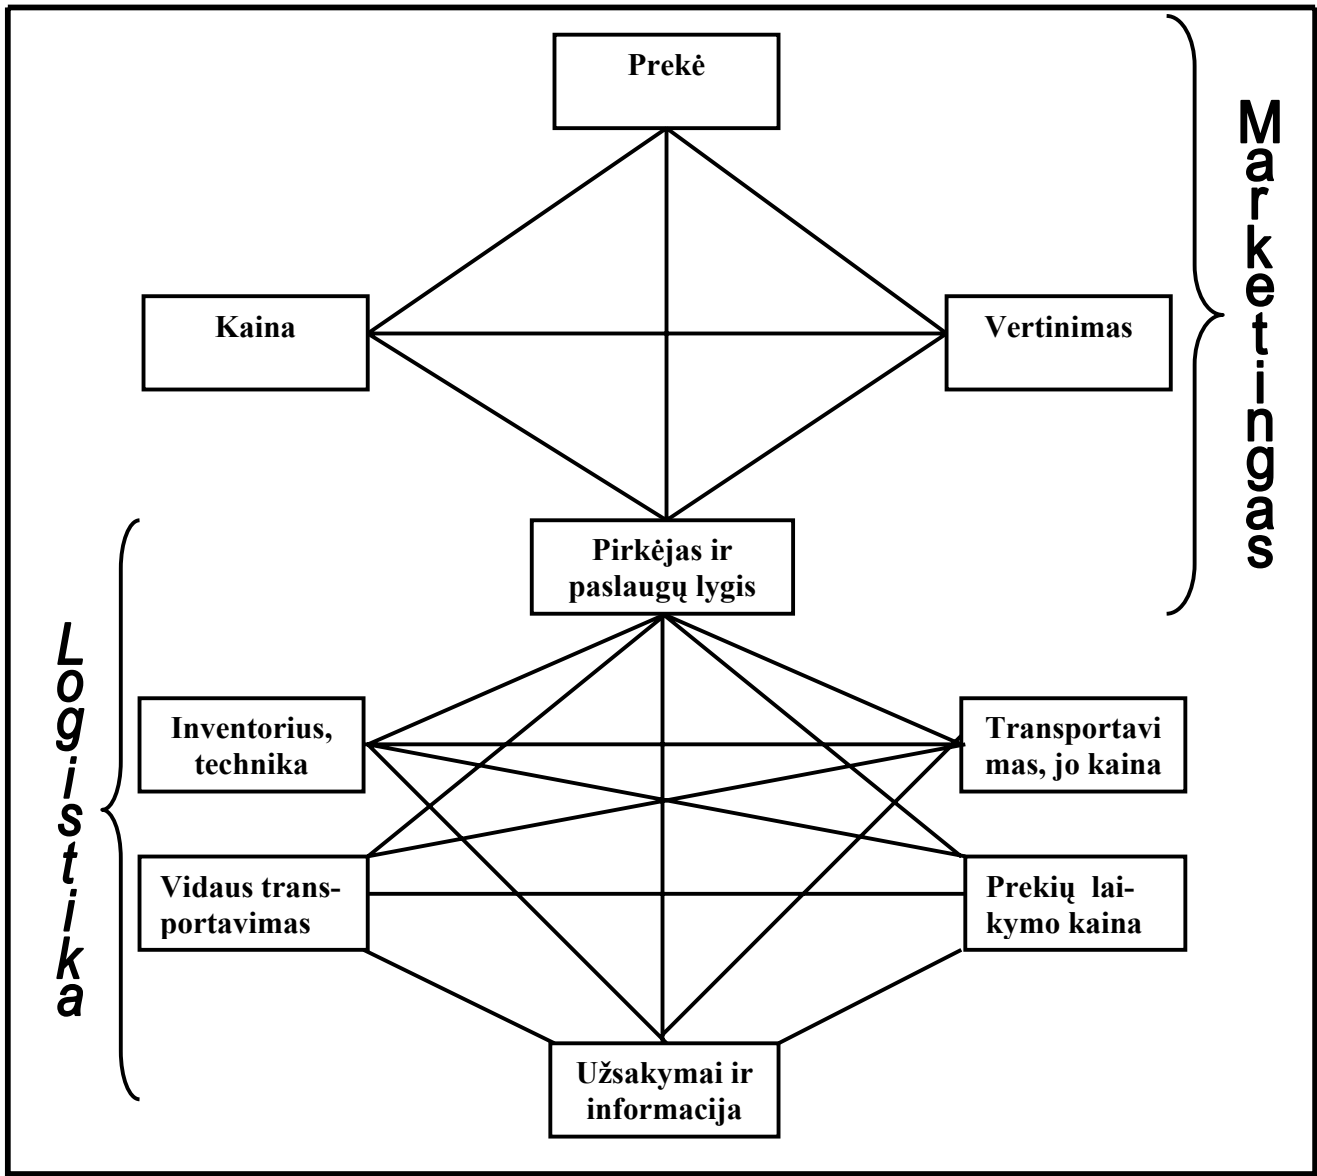 Prekė
Marketingas
Kaina
Vertinimas
Pirkėjas ir
paslaugų lygis
Logistika
Inventorius,
technika
Transportavi
mas, jo kaina
Vidaus trans-
portavimas
Prekių lai-
kymo kaina
Užsakymai ir
informacija